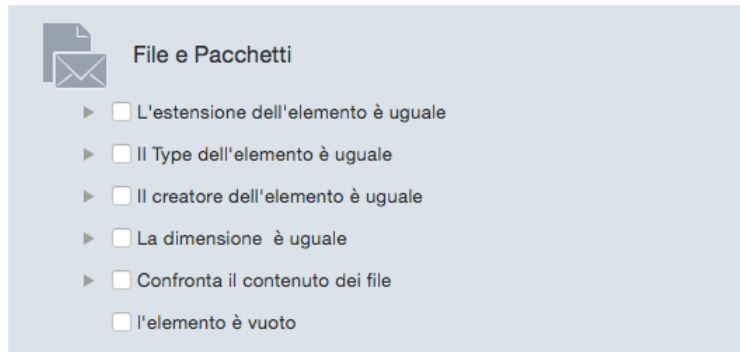 File e Pacchetti
L'estensione dell'elemento è uguale
Il Type dell'elemento è uguale
Il creatore dell'elemento è uguale
La dimensione  è uguale
Confronta il contenuto dei file
l'elemento è vuoto